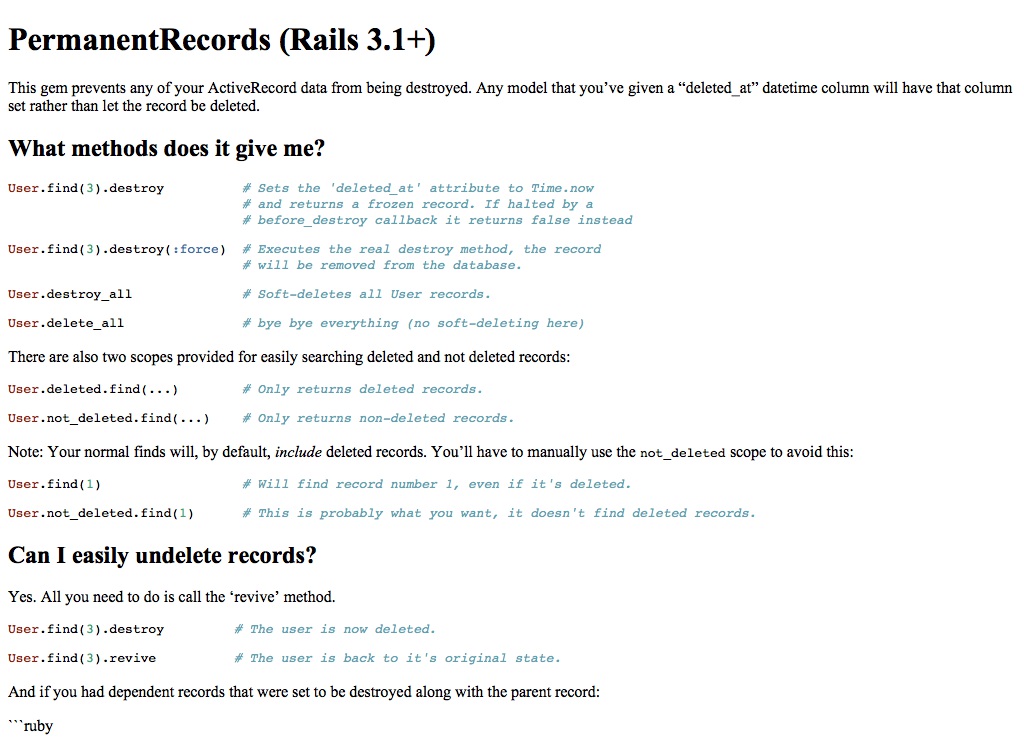 PermanentRecords (Rails 3.1+)
This gem prevents any of your ActiveRecord data from being destroyed. Any model that you’ve given a “deleted_at” datetime column will have that column
set rather than let the record be deleted.
What methods does it give me?
User.find(3).destroy # Sets the 'deleted_at' attribute to Time.now
# and returns a frozen record. If halted by a
# before_destroy callback it returns false instead
User.find(3).destroy(:force) # Executes the real destroy method, the record
# will be removed from the database.
User.destroy_all # Soft-deletes all User records.
User.delete_all # bye bye everything (no soft-deleting here)
There are also two scopes provided for easily searching deleted and not deleted records:
User.deleted.find(...) # Only returns deleted records.
User.not_deleted.find(...) # Only returns non-deleted records.
Note: Your normal finds will, by default, include deleted records. You’ll have to manually use the not_deleted scope to avoid this:
User.find(1) # Will find record number 1, even if it's deleted.
User.not_deleted.find(1) # This is probably what you want, it doesn't find deleted records.
Can I easily undelete records?
Yes. All you need to do is call the ‘revive’ method.
User.find(3).destroy # The user is now deleted.
User.find(3).revive # The user is back to it's original state.
And if you had dependent records that were set to be destroyed along with the parent record:
```ruby